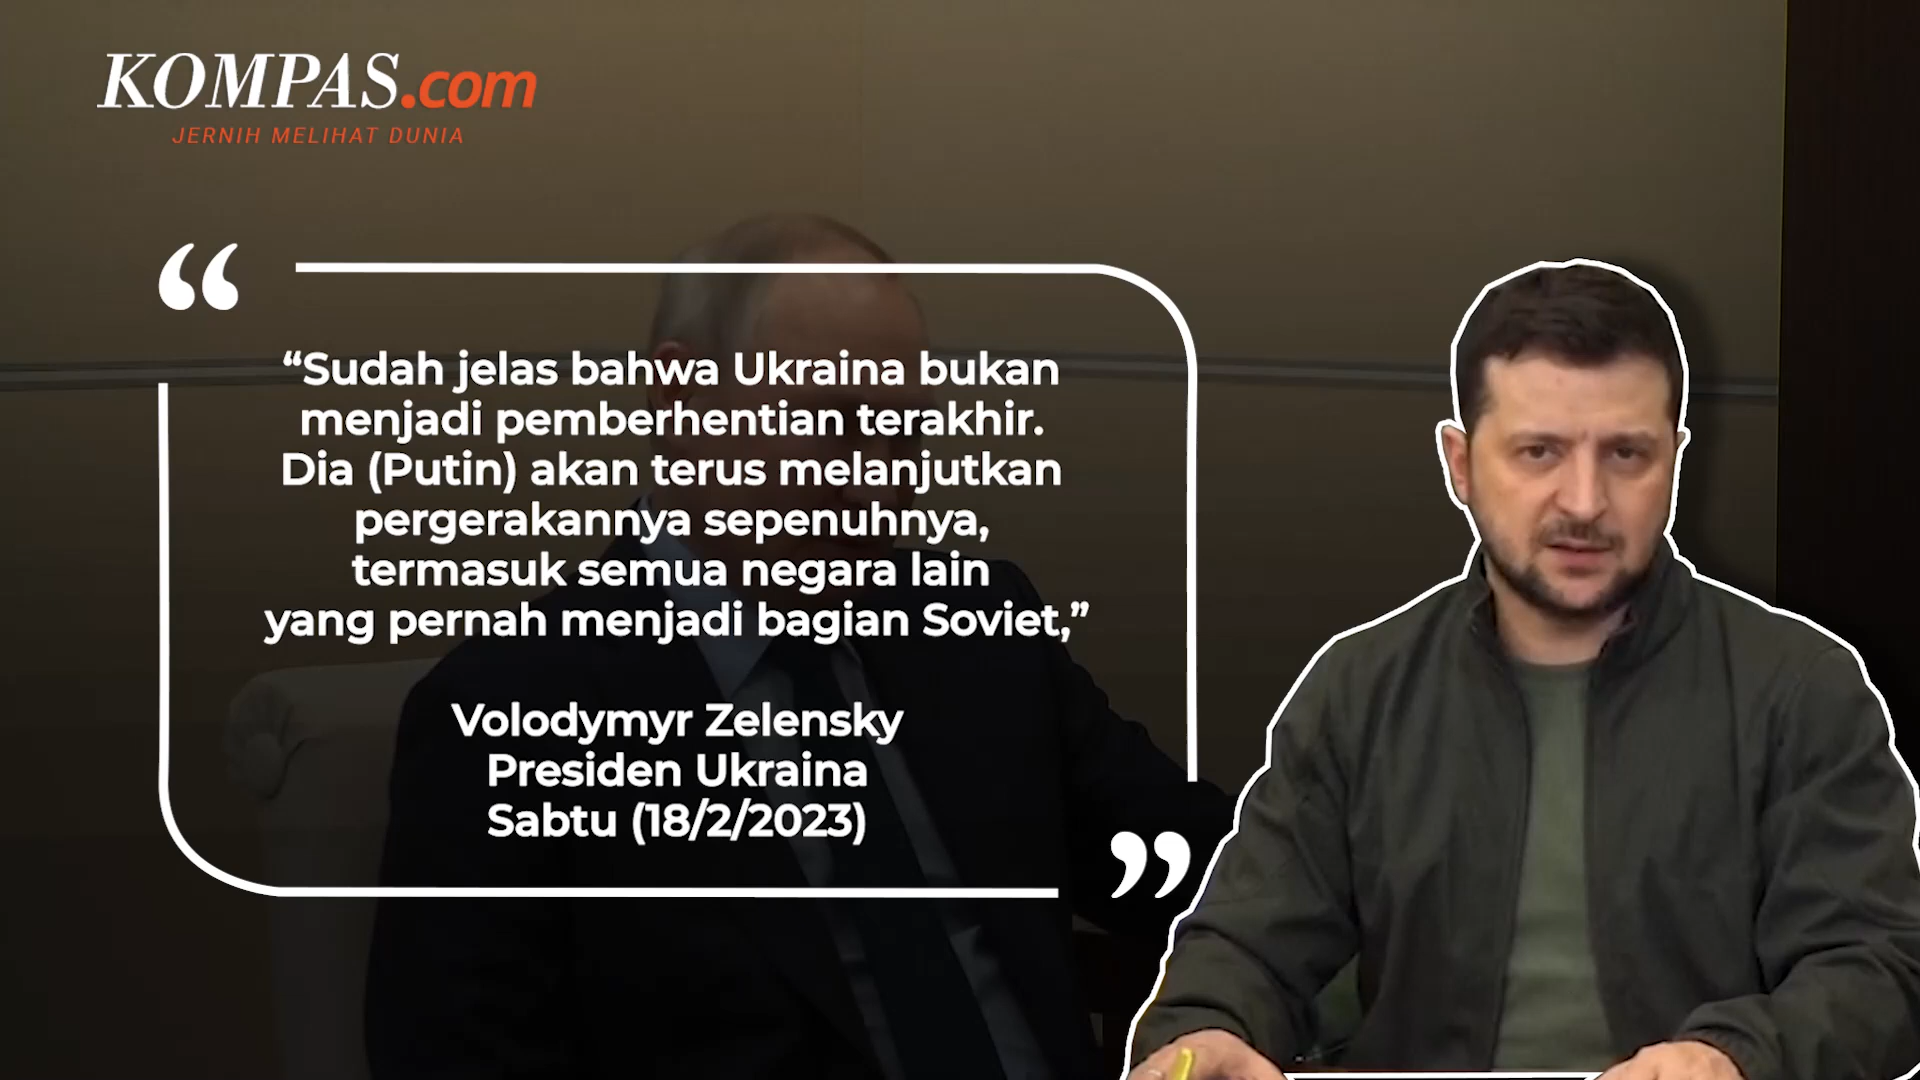 KOMPAS.com
JERNIH MELIHAT DUNIA
“
“Sudah jelas bahwa Ukraina bukan
menjadi pemberhentian terakhir.
Dia (Putin) akan terus melanjutkan
pergerakannya sepenuhnya,
termasuk semua negara lain
yang pernah menjadi bagian Soviet,”
Volodymyr Zelensky
Presiden Ukraina
Sabtu (18/2/2023)
”